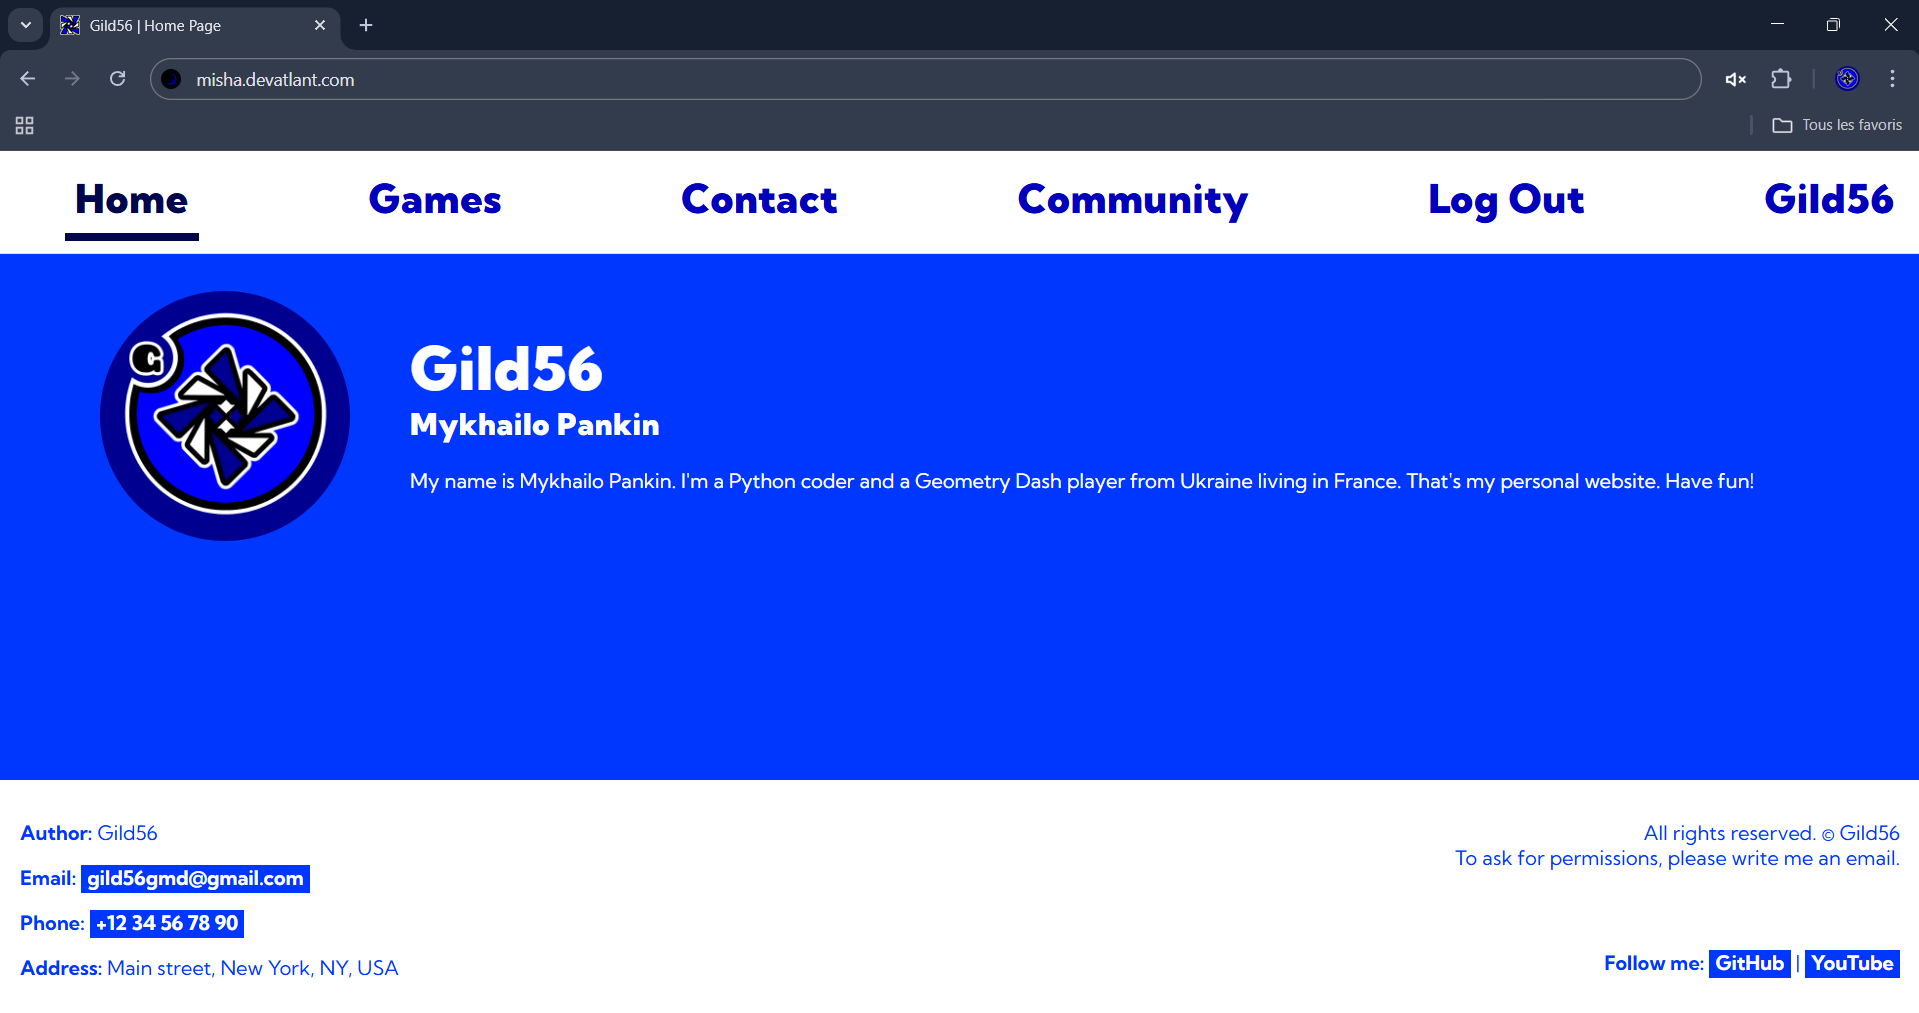 Gild56 | Home Page
misha.devatlant.com
Tous les favoris
Home Games Contact Community Log Out Gild56
G
Gild56
Mykhailo Pankin
My name is Mykhailo Pankin. I'm a Python coder and a Geometry Dash player from Ukraine living in France. That's my personal website. Have fun!
Author: Gild56
Email: gild56gmd@gmail.com
Phone: +12 34 56 78 90
Address: Main street, New York, NY, USA
All rights reserved. © Gild56
To ask for permissions, please write me an email.
Follow me: GitHub | YouTube